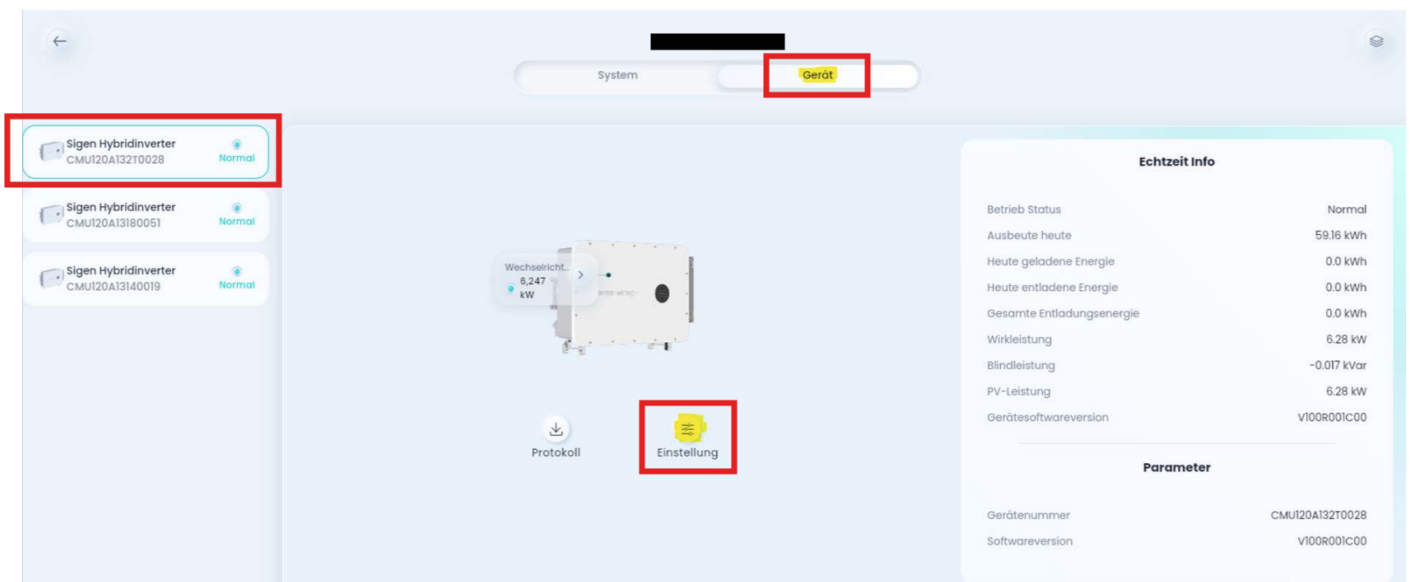 System
Gerät
Sigen Hybridinverter
CMU120A132T0028
Normal
Sigen Hybridinverter
CMU120A13180051
Normal
Sigen Hybridinverter
CMU120A13140019
Normal
Wechselricht...
6,247
kW
Protokoll
Einstellung
Echtzeit Info
Betrieb Status Normal
Ausbeute heute 59.16 kWh
Heute geladene Energie 0.0 kWh
Heute entladene Energie 0.0 kWh
Gesamte Entladungsenergie 0.0 kWh
Wirkleistung 6.28 kW
Blindleistung -0.017 kVar
PV-Leistung 6.28 kW
Gerätesoftwareversion V100R001C00
Parameter
Gerätenummer CMU120A132T0028
Softwareversion V100R001C00